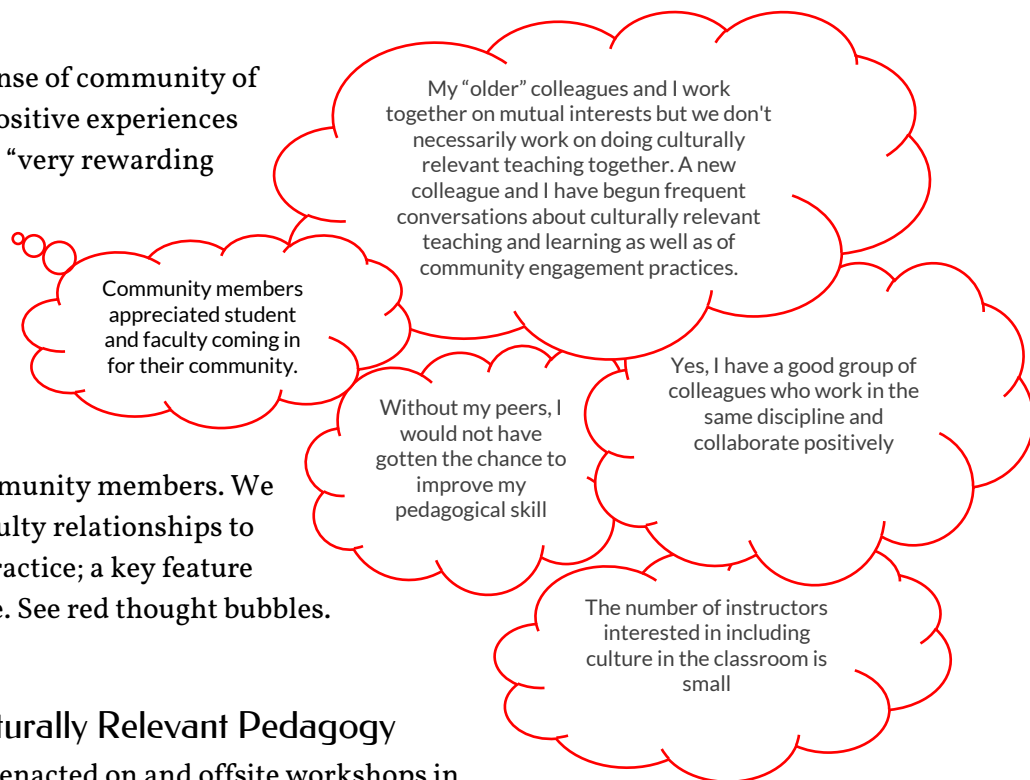 nse of community of
ositive experiences
“very rewarding
My “older” colleagues and I work
together on mutual interests but we don't
necessarily work on doing culturally
relevant teaching together. A new
colleague and I have begun frequent
conversations about culturally relevant
teaching and learning as well as of
community engagement practices.
Community members
appreciated student
and faculty coming in
for their community.
Without my peers, I
would not have
gotten the chance to
improve my
pedagogical skill
Yes, I have a good group of
colleagues who work in the
same discipline and
collaborate positively
munity members. We
ulty relationships to
ractice; a key feature
e. See red thought bubbles.
The number of instructors
interested in including
culture in the classroom is
small
turally Relevant Pedagogy
enacted on and offsite workshops in